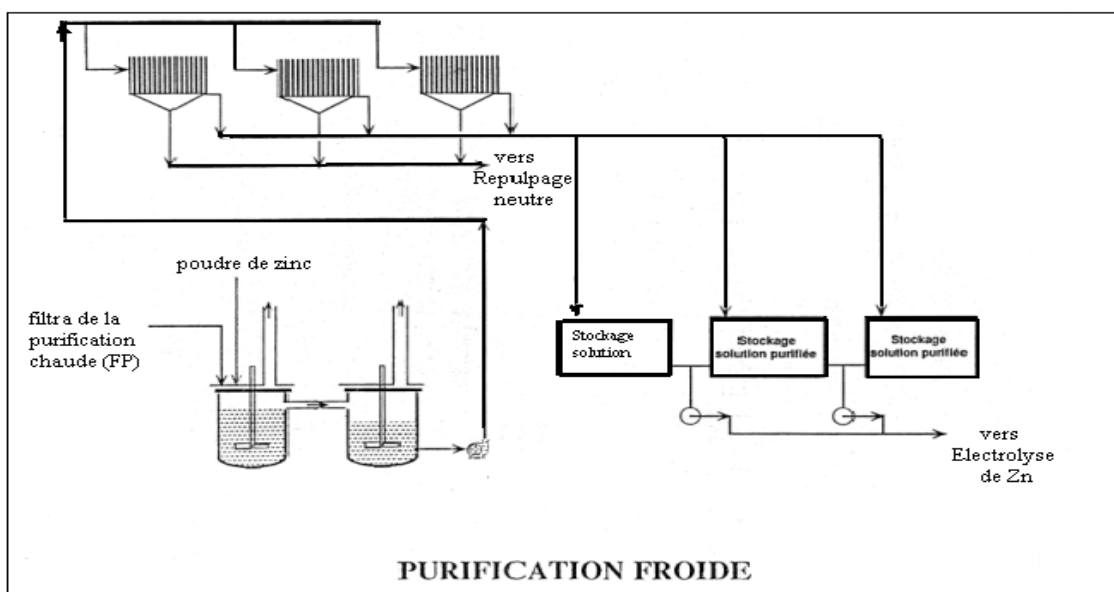 vers
Repulpage
neutre
poudre de zinc
filtra de la
purification
chaude (FF)
Stockage
solution
Stockage
solution purifiée
Stockage
solution purifiée
vers
Electrolyse
de Zn
PURIFICATION FROIDE